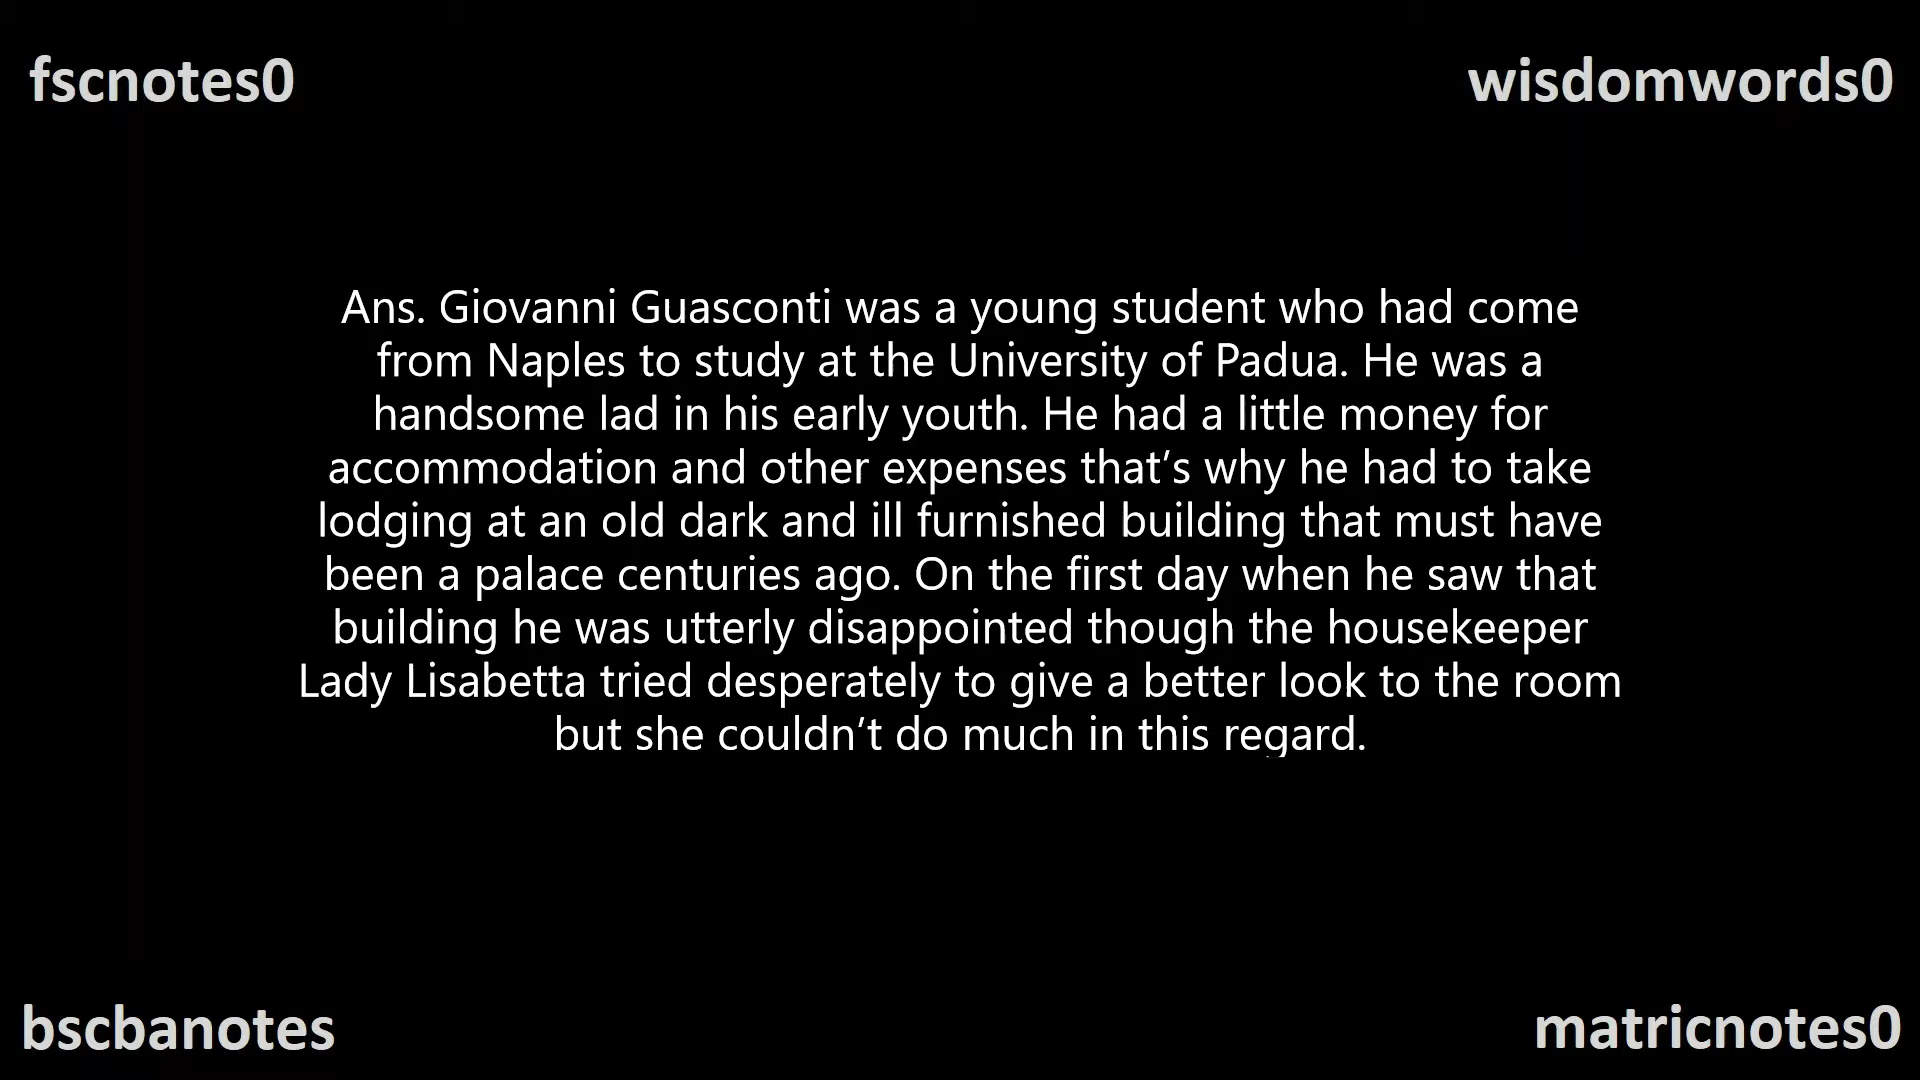 fscnotes0
wisdomwords0
Ans. Giovanni Guasconti was a young student who had come
from Naples to study at the University of Padua. He was a
handsome lad in his early youth. He had a little money for
accommodation and other expenses that’s why he had to take
lodging at an old dark and ill furnished building that must have
been a palace centuries ago. On the first day when he saw that
building he was utterly disappointed though the housekeeper
Lady Lisabetta tried desperately to give a better look to the room
but she couldn’t do much in this regard.
bscbanotes
matricnotes0